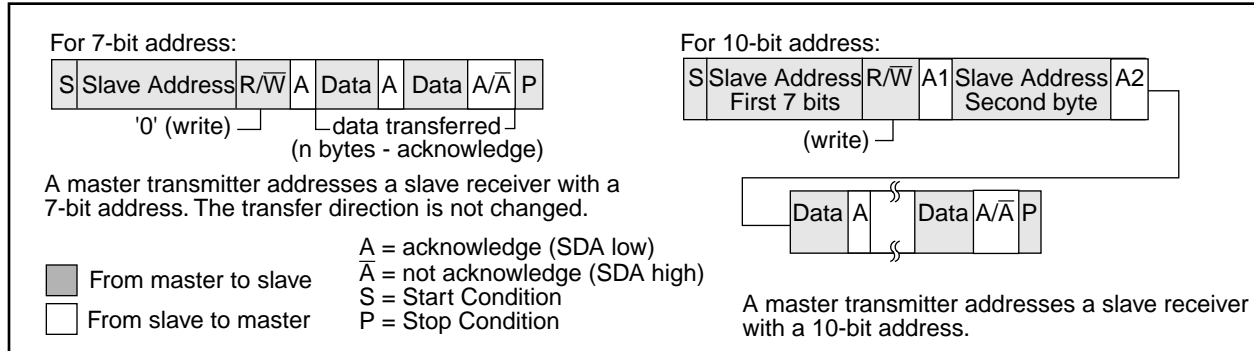 For 7-bit address:
S Slave Address R/W̅ A Data A Data A/A̅ P
'0' (write)
data transferred
(n bytes - acknowledge)
A master transmitter addresses a slave receiver with a
7-bit address. The transfer direction is not changed.
From master to slave
From slave to master
A = acknowledge (SDA low)
A̅ = not acknowledge (SDA high)
S = Start Condition
P = Stop Condition
For 10-bit address:
S Slave Address First 7 bits R/W̅ A1 Slave Address Second byte A2
(write)
Data A Data A/A̅ P
A master transmitter addresses a slave receiver
with a 10-bit address.